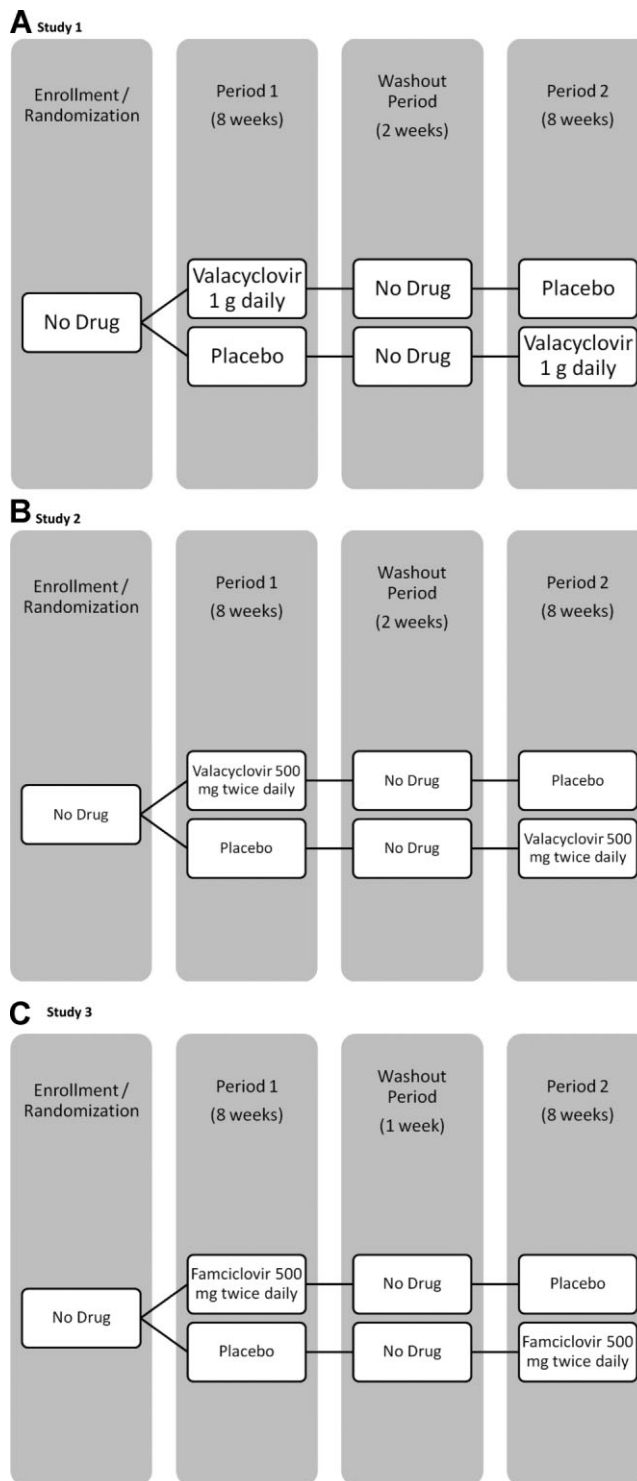 A Study 1
Enrollment /
Randomization
Period 1
(8 weeks)
Washout
Period
(2 weeks)
Period 2
(8 weeks)
No Drug
Valacyclovir
1 g daily
No Drug
Placebo
Placebo
No Drug
Valacyclovir
1 g daily
B Study 2
Enrollment /
Randomization
Period 1
(8 weeks)
Washout
Period
(2 weeks)
Period 2
(8 weeks)
No Drug
Valacyclovir 500
mg twice daily
No Drug
Placebo
Placebo
No Drug
Valacyclovir 500
mg twice daily
C Study 3
Enrollment /
Randomization
Period 1
(8 weeks)
Washout
Period
(1 week)
Period 2
(8 weeks)
No Drug
Famciclovir 500
mg twice daily
No Drug
Placebo
Placebo
No Drug
Famciclovir 500
mg twice daily